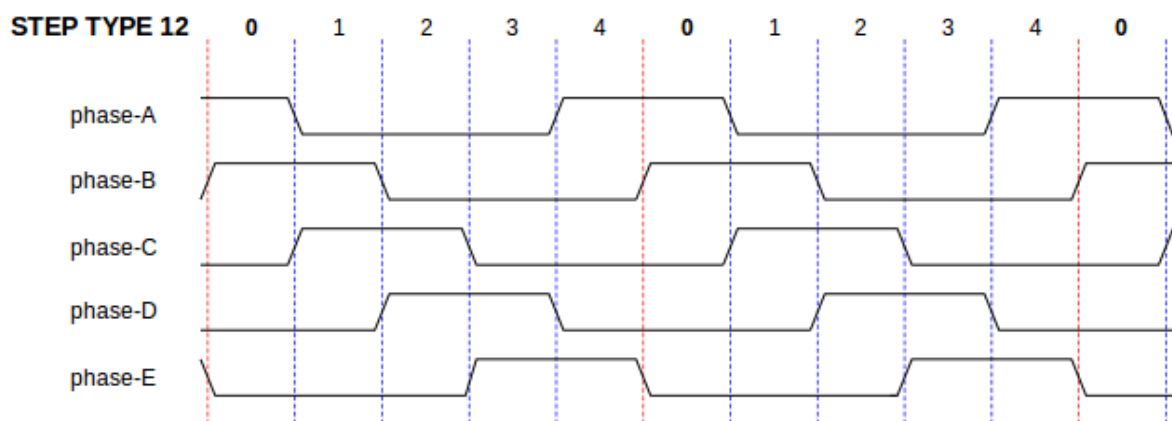 STEP TYPE 12 0 1 2 3 4 0 1 2 3 4 0
phase-A
phase-B
phase-C
phase-D
phase-E